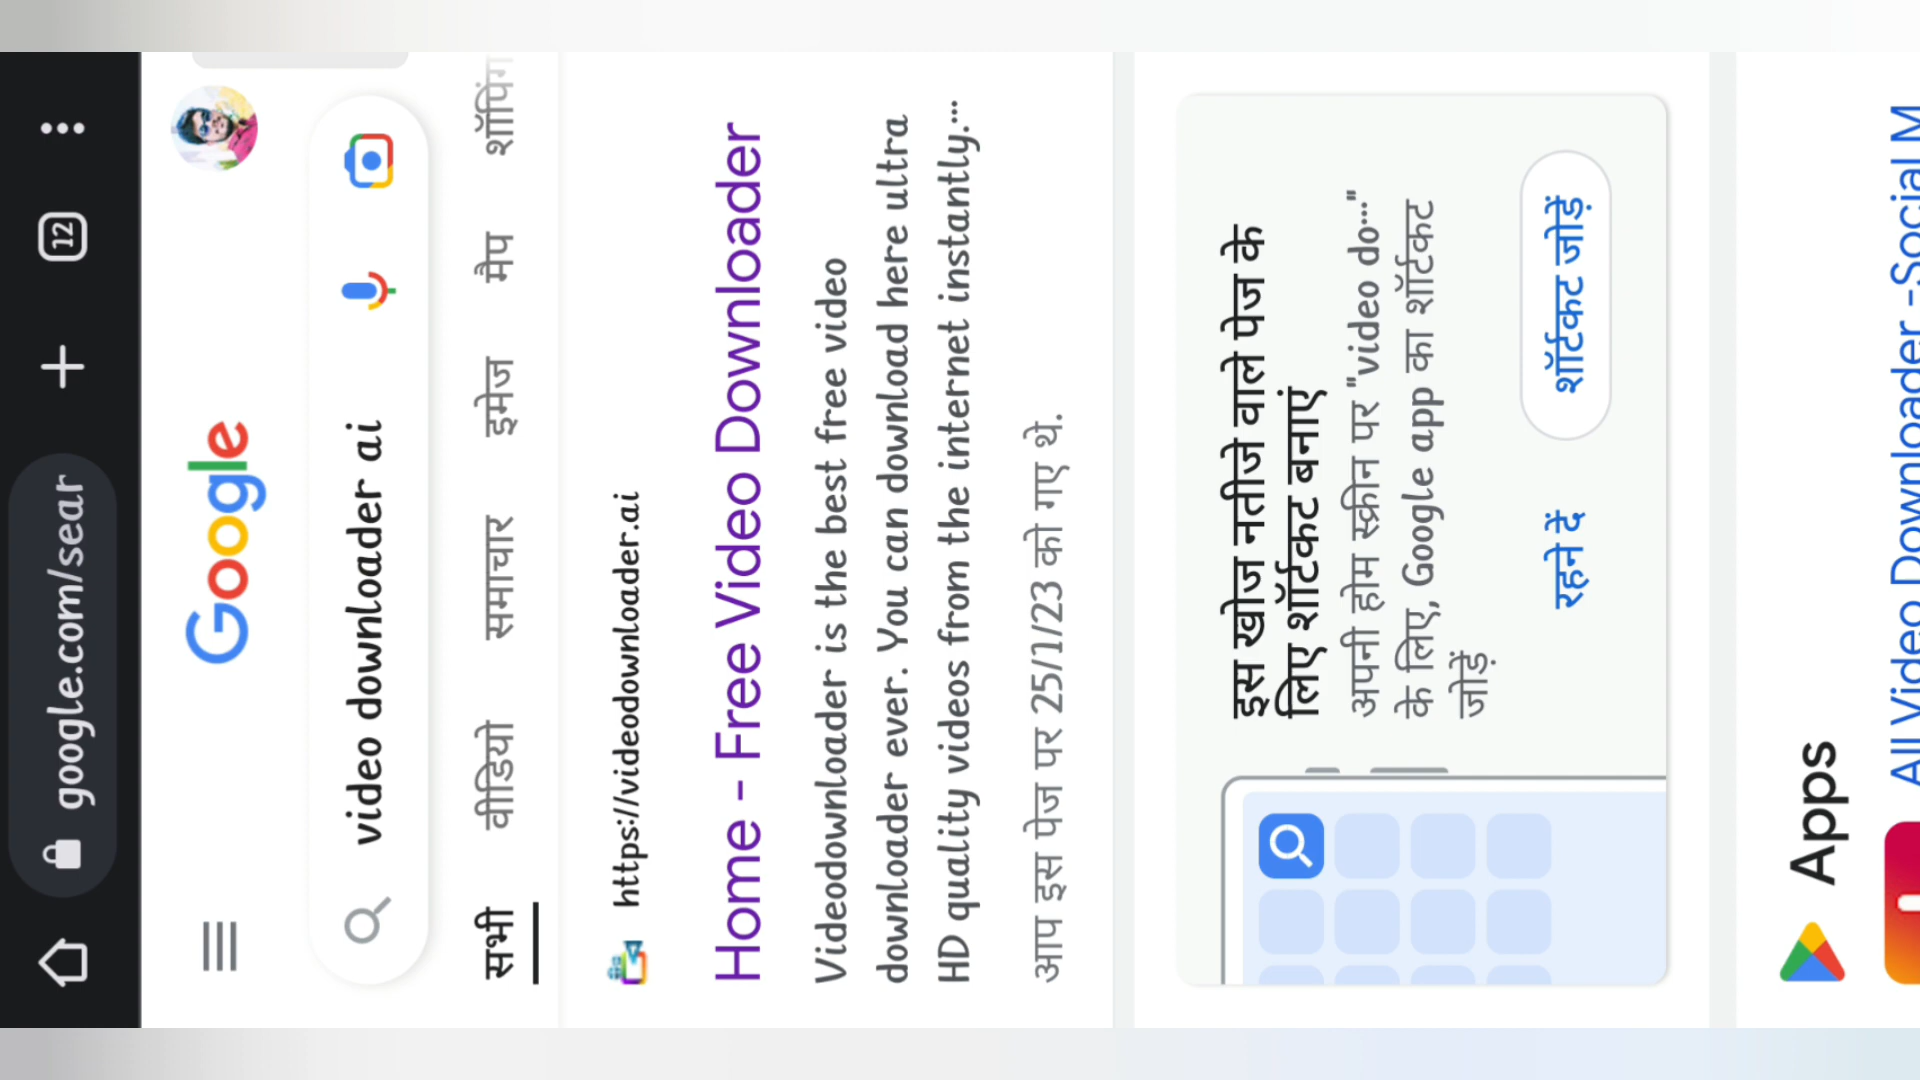 google.com/sear
12
Google
video downloader ai
सभी वीडियो समाचार इमेज मैप शॉपिंग
https://videodownloader.ai
Home - Free Video Downloader
Videodownloader is the best free video
downloader ever. You can download here ultra
HD quality videos from the internet instantly....
आप इस पेज पर 25/1/23 को गए थे.
इस खोज नतीजे वाले पेज के
लिए शॉर्टकट बनाएं
अपनी होम स्क्रीन पर "video do..."
के लिए, Google app का शॉर्टकट
जोड़ें
रहने दें शॉर्टकट जोड़ें
Apps
All Video Downloader -Social M